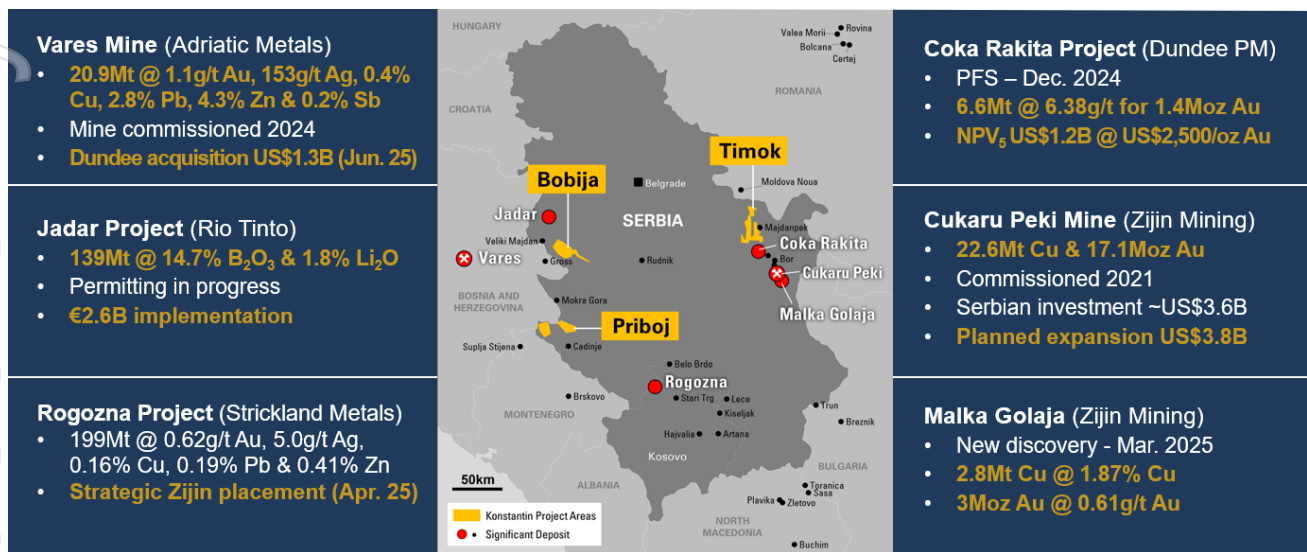 Vares Mine (Adriatic Metals)
• 20.9Mt @ 1.1g/t Au, 153g/t Ag, 0.4%
Cu, 2.8% Pb, 4.3% Zn & 0.2% Sb
• Mine commissioned 2024
• Dundee acquisition US$1.3B (Jun. 25)
Jadar Project (Rio Tinto)
• 139Mt @ 14.7% B₂O₃ & 1.8% Li₂O
• Permitting in progress
• €2.6B implementation
Rogozna Project (Strickland Metals)
• 199Mt @ 0.62g/t Au, 5.0g/t Ag,
0.16% Cu, 0.19% Pb & 0.41% Zn
• Strategic Zijin placement (Apr. 25)
HUNGARY
Valea Morii
Rovina
Bolcana
Certej
CROATIA
ROMANIA
Timok
Bobija
Belgrade
Moldova Noua
Jadar
SERBIA
Majdanpek
Veliki Majdan
Coka Rakita
Vares
Gross
Rudnik
Bor
Cukaru Peki
BOSNIA AND
HERZEGOVINA
Mokra Gora
Malka Golaja
Priboj
Suplja Stijena
Cadinje
Belo Brdo
Rogozna
Brskovo
Stari Trg
Lece
Trun
MONTENEGRO
Kiseljak
Breznik
Hajvalia
Artana
Kosovo
BULGARIA
50km
ALBANIA
Toranica
Sasa
Plavika
Zletovo
Konstantin Project Areas
Significant Deposit
NORTH
MACEDONIA
Buchim
Coka Rakita Project (Dundee PM)
• PFS – Dec. 2024
• 6.6Mt @ 6.38g/t for 1.4Moz Au
• NPV₅ US$1.2B @ US$2,500/oz Au
Cukaru Peki Mine (Zijin Mining)
• 22.6Mt Cu & 17.1Moz Au
• Commissioned 2021
• Serbian investment ~US$3.6B
• Planned expansion US$3.8B
Malka Golaja (Zijin Mining)
• New discovery - Mar. 2025
• 2.8Mt Cu @ 1.87% Cu
• 3Moz Au @ 0.61g/t Au